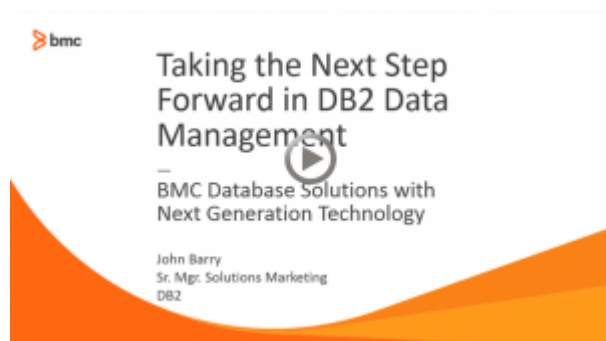 bmc
Taking the Next Step
Forward in DB2 Data
Management
BMC Database Solutions with
Next Generation Technology
John Barry
Sr. Mgr. Solutions Marketing
DB2